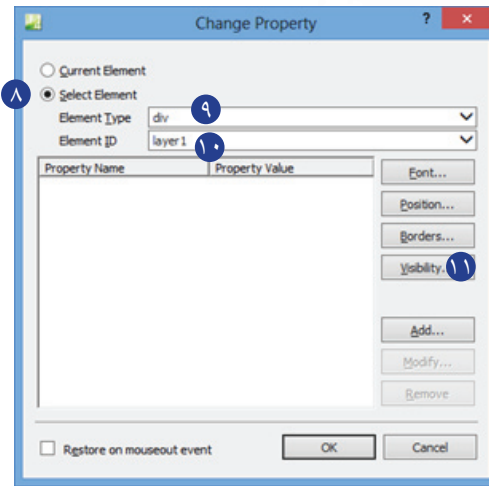 Change Property
?
×
Current Element
٨
Select Element
Element Type div ٩
Element ID layer1 ١٠
Property Name Property Value
Font...
Position...
Borders...
Visibility. ١١
Add...
Modify...
Remove
Restore on mouseout event
OK
Cancel